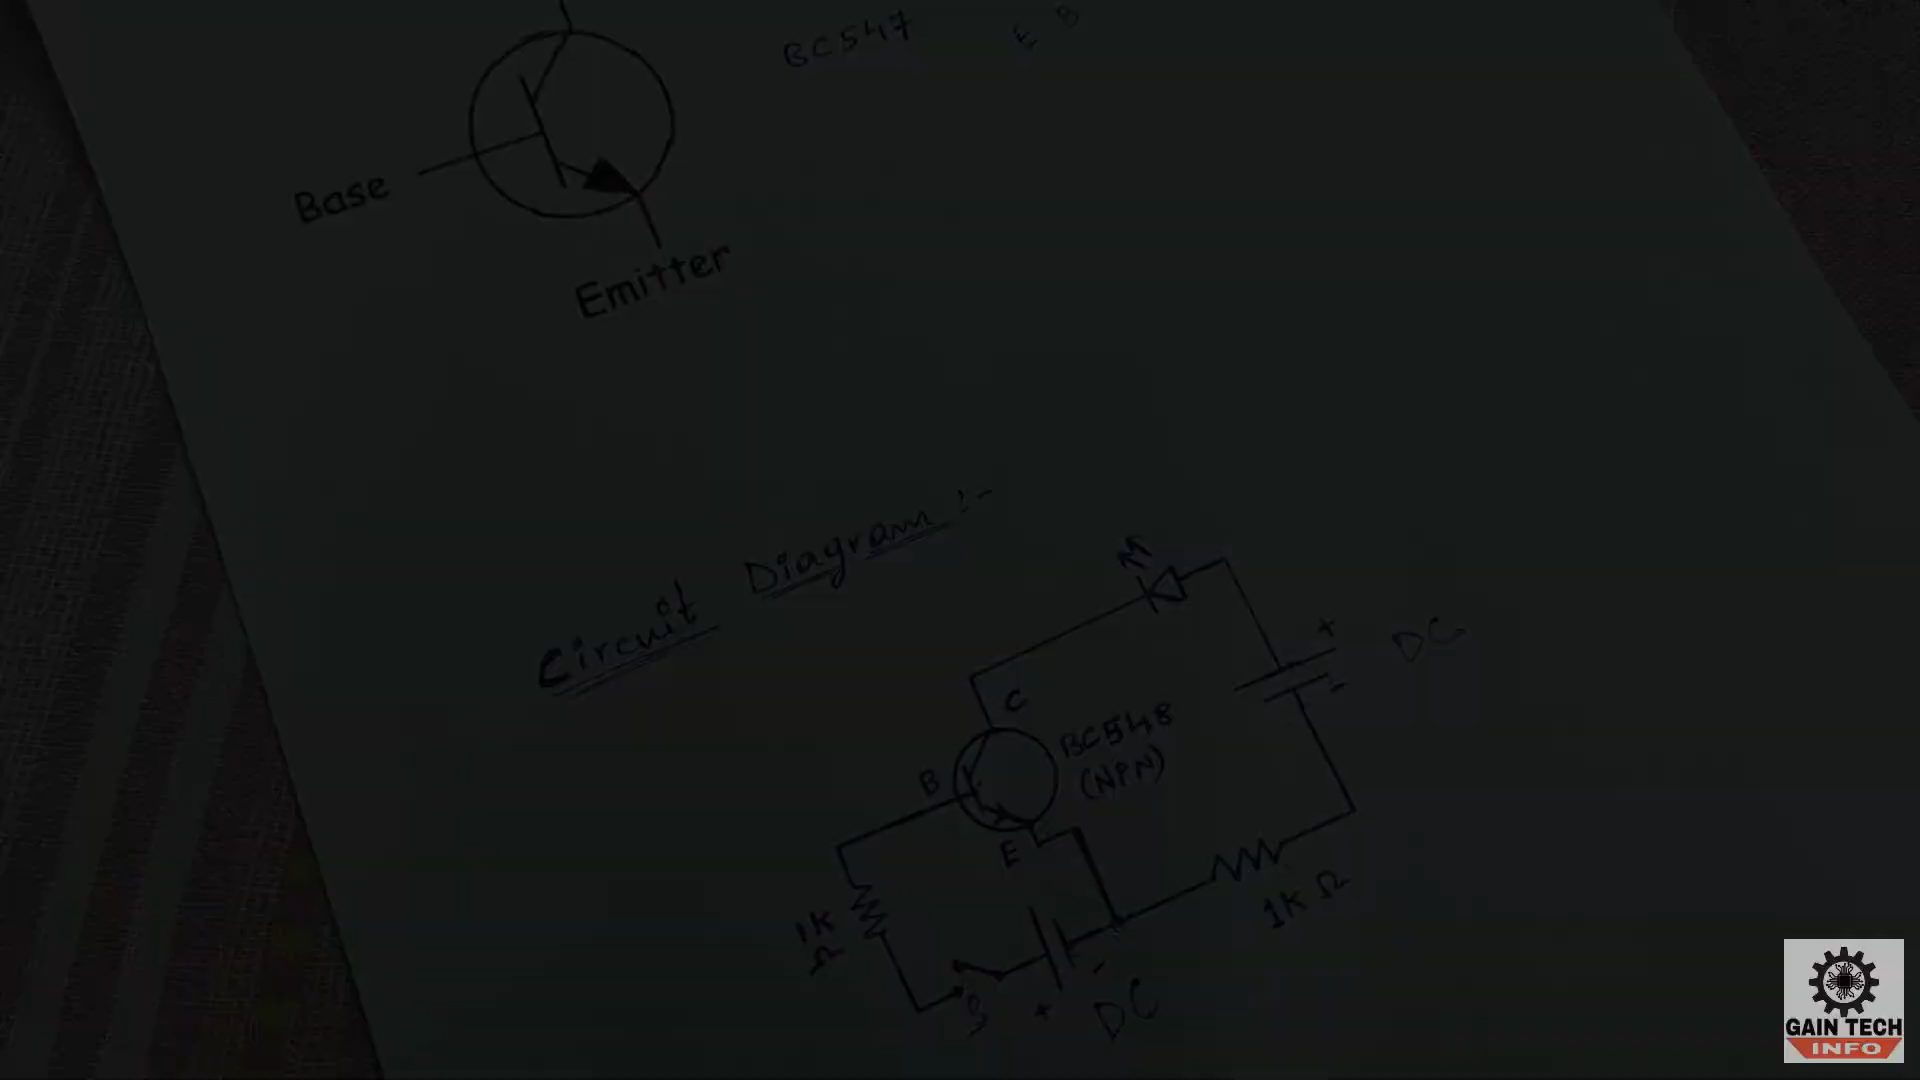 BC547
E B
Base
Emitter
Circuit Diagram :-
+ DC
-
C
BC548
(NPN)
B
E
1K
Ω
1K Ω
-
S + DC
GAIN TECH
INFO